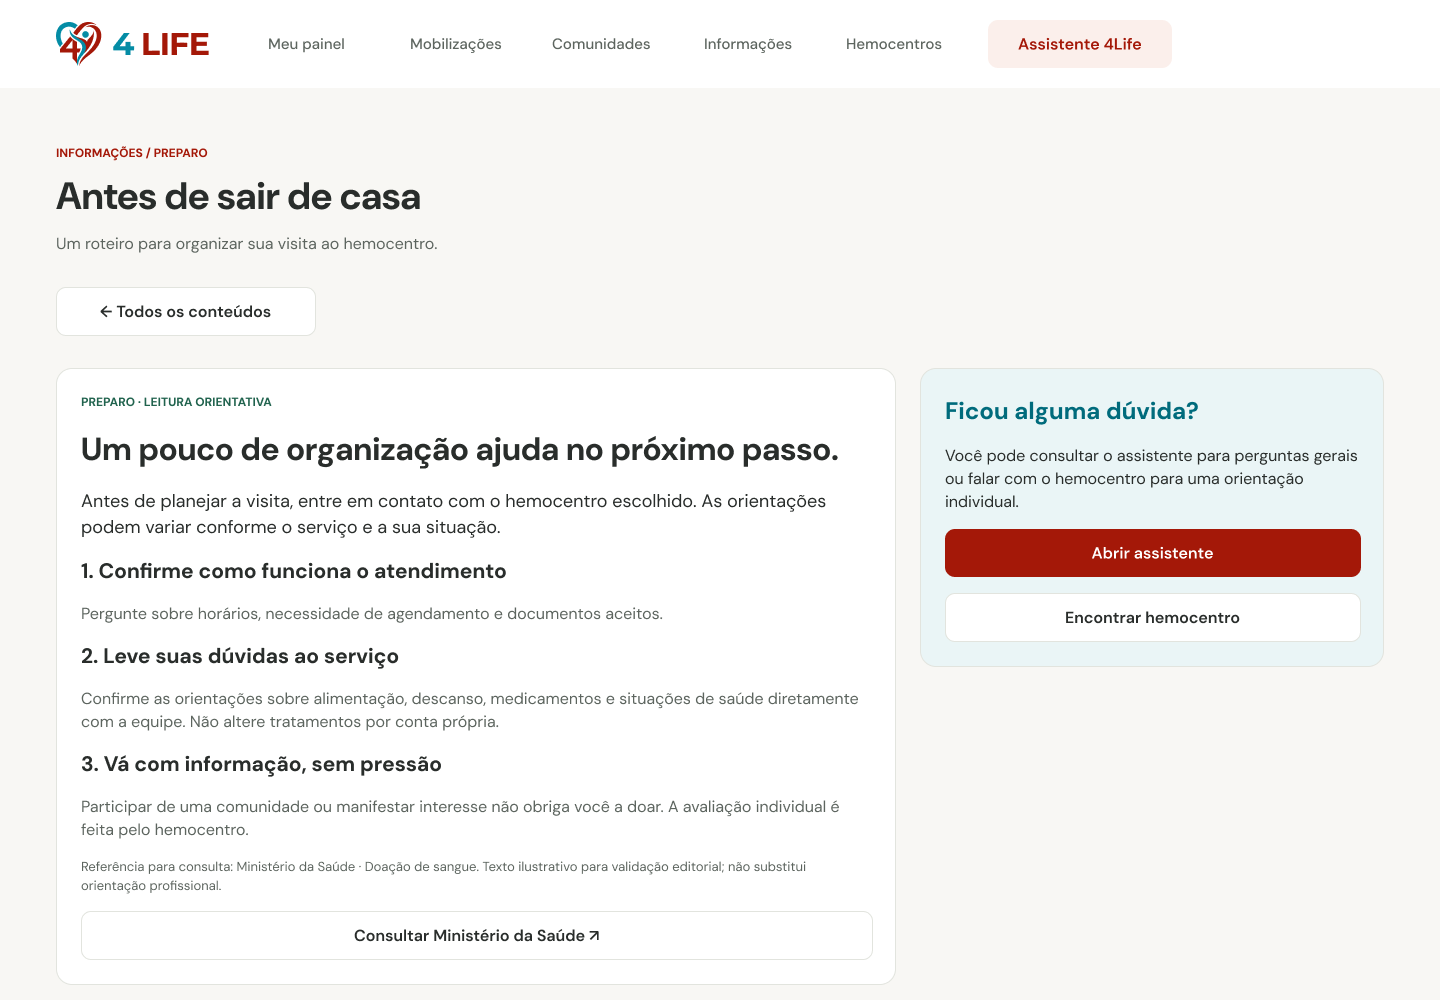 4 LIFE
Meu painel
Mobilizações
Comunidades
Informações
Hemocentros
Assistente 4Life
INFORMAÇÕES / PREPARO
Antes de sair de casa
Um roteiro para organizar sua visita ao hemocentro.
← Todos os conteúdos
PREPARO · LEITURA ORIENTATIVA
Um pouco de organização ajuda no próximo passo.
Antes de planejar a visita, entre em contato com o hemocentro escolhido. As orientações
podem variar conforme o serviço e a sua situação.
1. Confirme como funciona o atendimento
Pergunte sobre horários, necessidade de agendamento e documentos aceitos.
2. Leve suas dúvidas ao serviço
Confirme as orientações sobre alimentação, descanso, medicamentos e situações de saúde diretamente
com a equipe. Não altere tratamentos por conta própria.
3. Vá com informação, sem pressão
Participar de uma comunidade ou manifestar interesse não obriga você a doar. A avaliação individual é
feita pelo hemocentro.
Referência para consulta: Ministério da Saúde · Doação de sangue. Texto ilustrativo para validação editorial; não substitui
orientação profissional.
Consultar Ministério da Saúde ↗
Ficou alguma dúvida?
Você pode consultar o assistente para perguntas gerais
ou falar com o hemocentro para uma orientação
individual.
Abrir assistente
Encontrar hemocentro